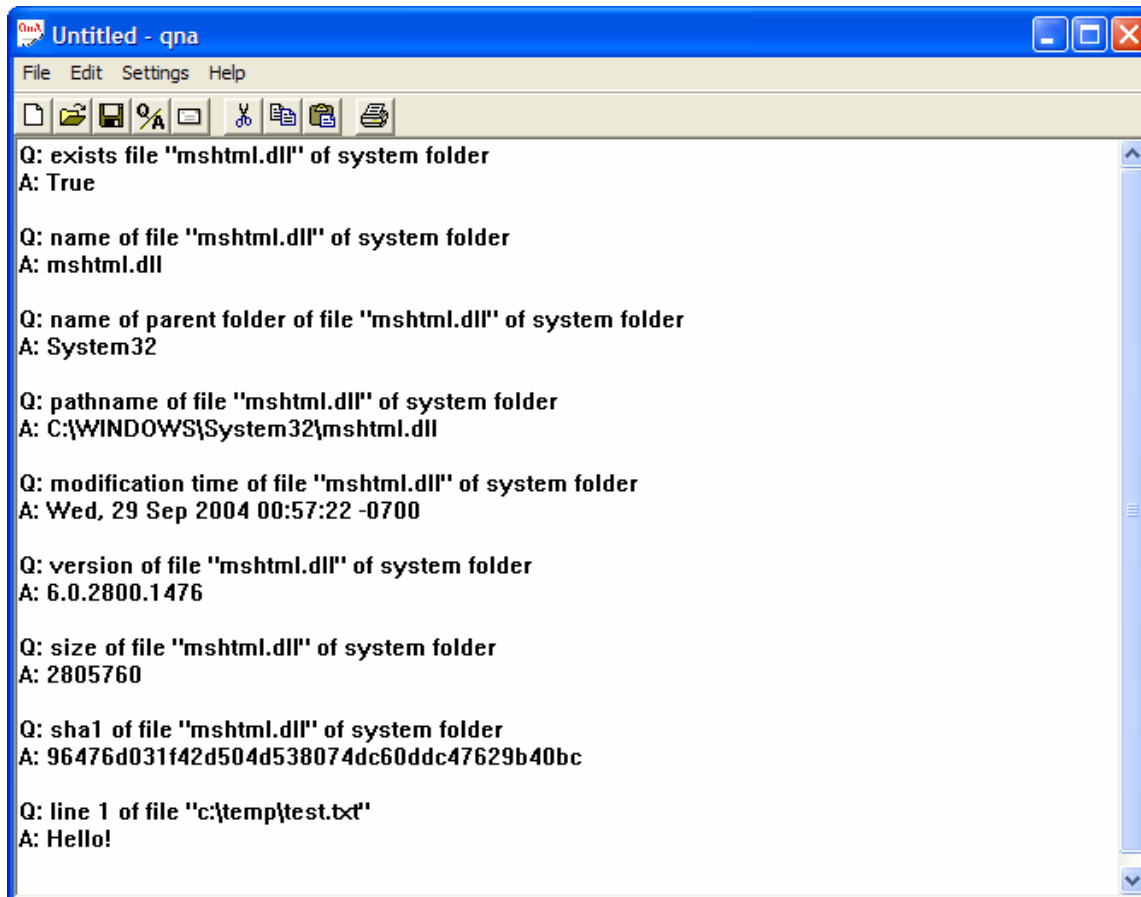 QnA
Untitled - qna
File Edit Settings Help
Q/A
Q: exists file "mshtml.dll" of system folder
A: True
Q: name of file "mshtml.dll" of system folder
A: mshtml.dll
Q: name of parent folder of file "mshtml.dll" of system folder
A: System32
Q: pathname of file "mshtml.dll" of system folder
A: C:\WINDOWS\System32\mshtml.dll
Q: modification time of file "mshtml.dll" of system folder
A: Wed, 29 Sep 2004 00:57:22 -0700
Q: version of file "mshtml.dll" of system folder
A: 6.0.2800.1476
Q: size of file "mshtml.dll" of system folder
A: 2805760
Q: sha1 of file "mshtml.dll" of system folder
A: 96476d031f42d504d538074dc60ddc47629b40bc
Q: line 1 of file "c:\temp\test.txt"
A: Hello!